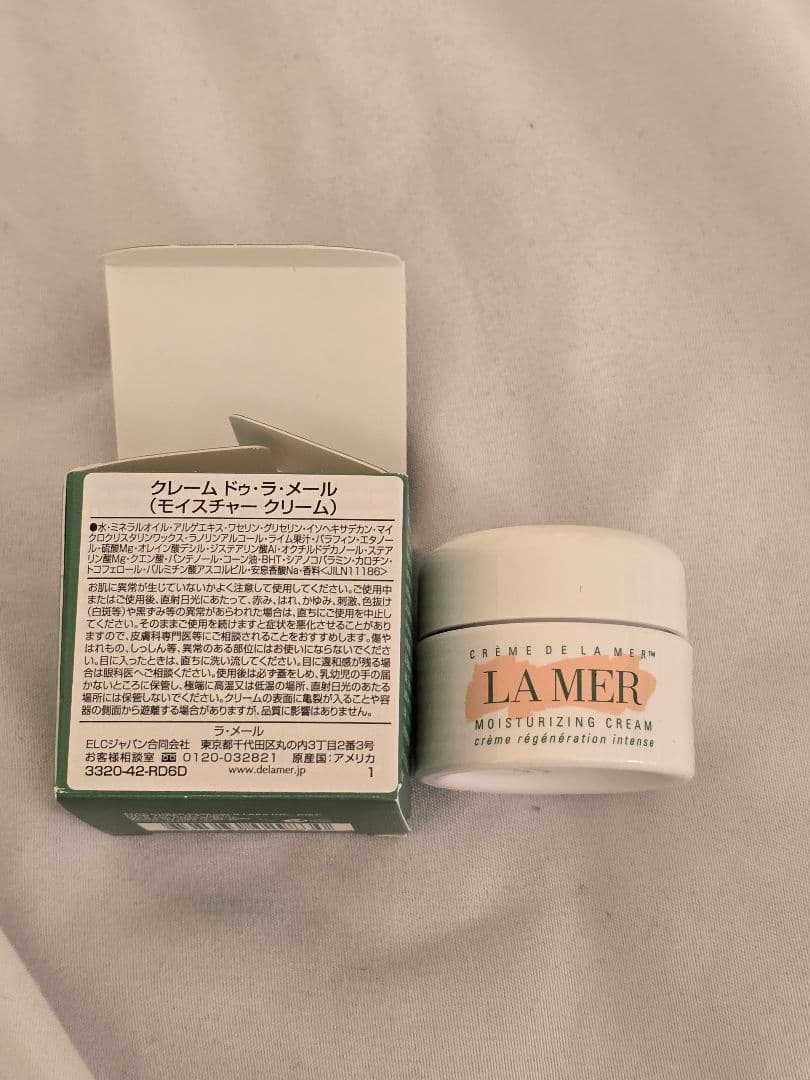 クレーム ドゥ・ラ・メール
(モイスチャー クリーム)
●水・ミネラルオイル・アルゲエキス・ワセリン・グリセリン・イソヘキサデカン・マイ
クロクリスタリンワックス・ラノリンアルコール・ライム果汁・パラフィン・エタノー
ル・硫酸Mg・オレイン酸デシル・ジステアリン酸Al・オクチルドデカノール・ステア
リン酸Mg・クエン酸・パンテノール・コーン油・BHT・シアノコバラミン・カロチン・
トコフェロール・パルミチン酸アスコルビル・安息香酸Na・香料<JILN11186>
お肌に異常が生じていないかよく注意して使用してください。ご使用中
またはご使用後、直射日光にあたって、赤み、はれ、かゆみ、刺激、色抜け
(白斑等)や黒ずみ等の異常があらわれた場合は、直ちにご使用を中止し
てください。そのままご使用を続けますと症状を悪化させることがあり
ますので、皮膚科専門医等にご相談されることをおすすめします。傷や
はれもの、しっしん等、異常のある部位にはお使いにならないでくださ
い。目に入ったときは、直ちに洗い流してください。目に違和感が残る場合
は眼科医へご相談ください。使用後は必ず蓋をしめ、乳幼児の手の届
かないところに保管し、極端に高温又は低温の場所、直射日光のあたる
場所には保管しないでください。クリームの表面に亀裂が入ることや容
器の側面から遊離する場合がありますが、品質に影響はありません。
ラ・メール
ELCジャパン合同会社 東京都千代田区丸の内3丁目2番3号
お客様相談室 0120-032821 原産国:アメリカ
3320-42-RD6D www.delamer.jp 1
CRÈME DE LA MER™
LA MER
MOISTURIZING CREAM
crème régénération intense